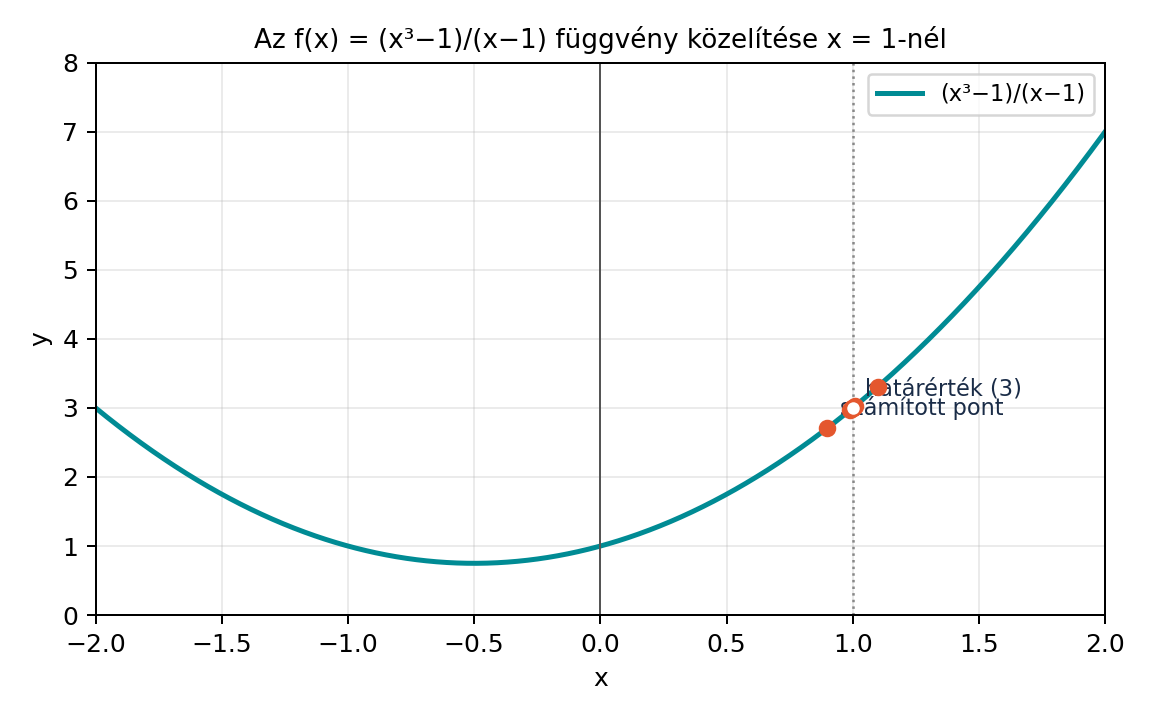 Az f(x) = (x³−1)/(x−1) függvény közelítése x = 1-nél
(x³−1)/(x−1)
8
7
6
5
4
3
2
1
0
y
határérték (3)
számított pont
−2.0 −1.5 −1.0 −0.5 0.0 0.5 1.0 1.5 2.0
x